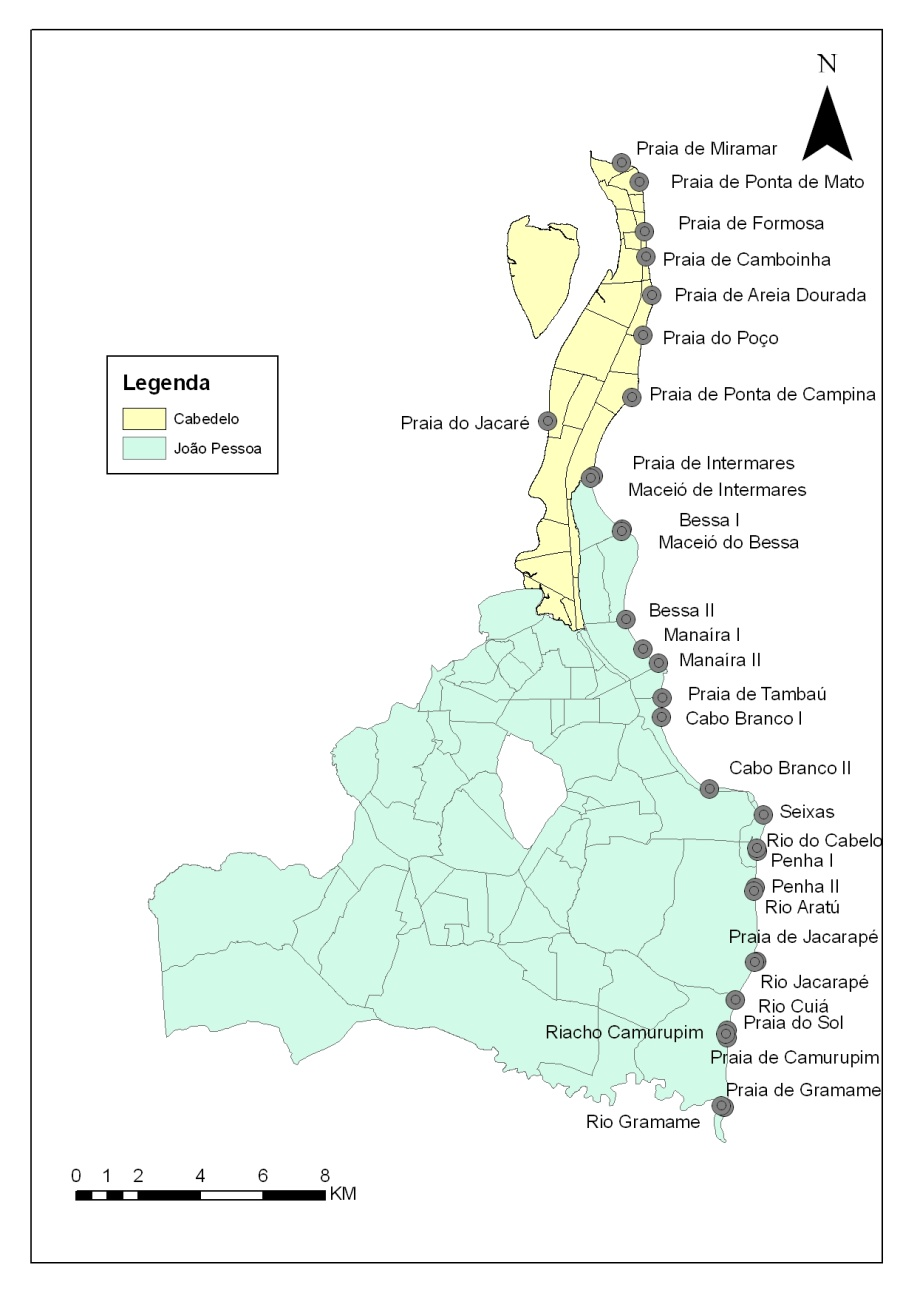 N
Praia de Miramar
Praia de Ponta de Mato
Praia de Formosa
Praia de Camboinha
Praia de Areia Dourada
Praia do Poço
Praia de Ponta de Campina
Legenda
Cabedelo
João Pessoa
Praia do Jacaré
Praia de Intermares
Maceió de Intermares
Bessa I
Maceió do Bessa
Bessa II
Manaíra I
Manaíra II
Praia de Tambaú
Cabo Branco I
Cabo Branco II
Seixas
Rio do Cabelo
Penha I
Penha II
Rio Aratú
Praia de Jacarapé
Rio Jacarapé
Rio Cuiá
Praia do Sol
Riacho Camurupim
Praia de Camurupim
Praia de Gramame
Rio Gramame
0 1 2 4 6 8
KM